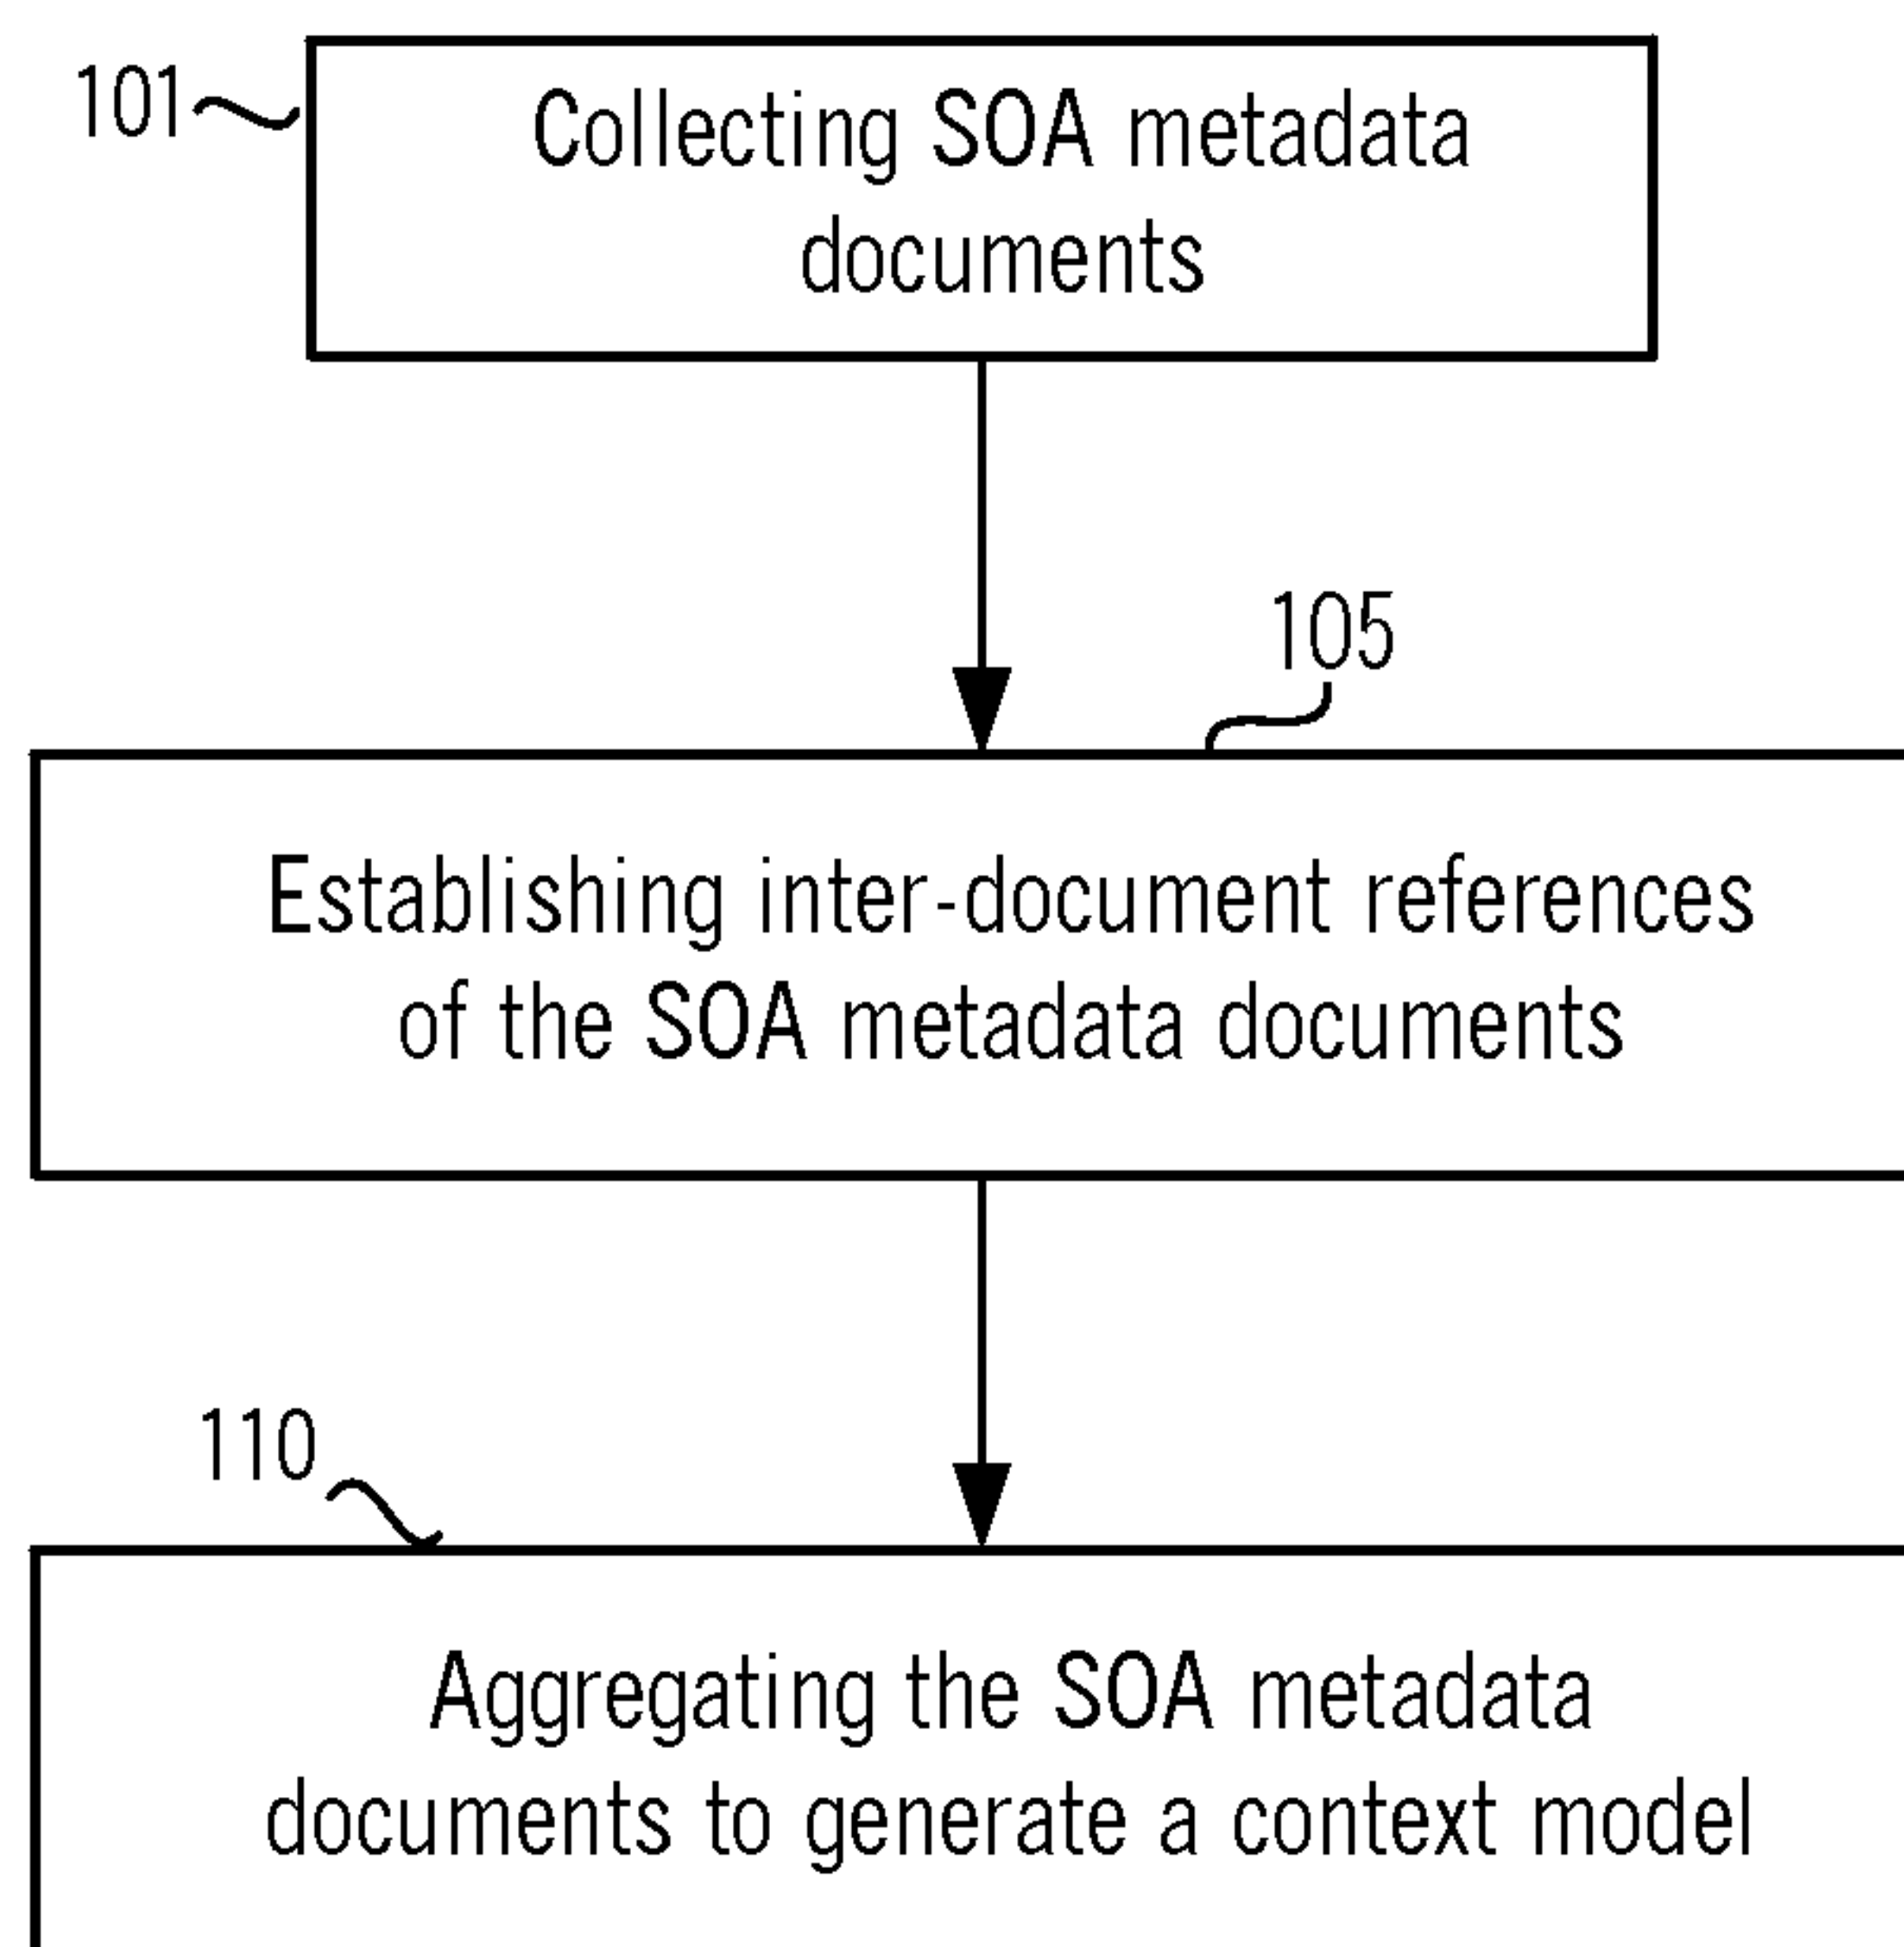 101
Collecting SOA metadata
documents
105
Establishing inter-document references
of the SOA metadata documents
110
Aggregating the SOA metadata
documents to generate a context model